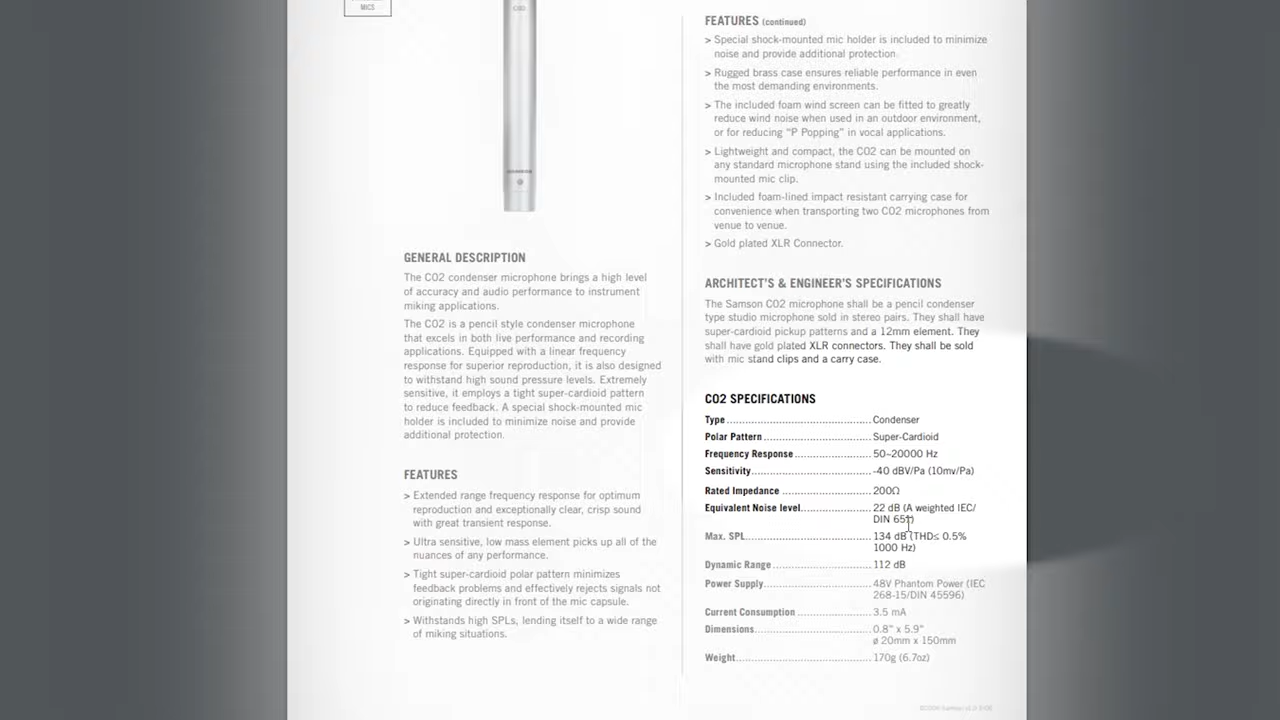 MICS
C02
SAMSON
GENERAL DESCRIPTION
The C02 condenser microphone brings a high level
of accuracy and audio performance to instrument
miking applications.
The C02 is a pencil style condenser microphone
that excels in both live performance and recording
applications. Equipped with a linear frequency
response for superior reproduction, it is also designed
to withstand high sound pressure levels. Extremely
sensitive, it employs a tight super-cardioid pattern
to reduce feedback. A special shock-mounted mic
holder is included to minimize noise and provide
additional protection.
FEATURES
> Extended range frequency response for optimum
reproduction and exceptionally clear, crisp sound
with great transient response.
> Ultra sensitive, low mass element picks up all of the
nuances of any performance.
> Tight super-cardioid polar pattern minimizes
feedback problems and effectively rejects signals not
originating directly in front of the mic capsule.
> Withstands high SPLs, lending itself to a wide range
of miking situations.
FEATURES (continued)
> Special shock-mounted mic holder is included to minimize
noise and provide additional protection.
> Rugged brass case ensures reliable performance in even
the most demanding environments.
> The included foam wind screen can be fitted to greatly
reduce wind noise when used in an outdoor environment,
or for reducing “P Popping” in vocal applications.
> Lightweight and compact, the C02 can be mounted on
any standard microphone stand using the included shock-
mounted mic clip.
> Included foam-lined impact resistant carrying case for
convenience when transporting two C02 microphones from
venue to venue.
> Gold plated XLR Connector.
ARCHITECT'S & ENGINEER'S SPECIFICATIONS
The Samson C02 microphone shall be a pencil condenser
type studio microphone sold in stereo pairs. They shall have
super-cardioid pickup patterns and a 12mm element. They
shall have gold plated XLR connectors. They shall be sold
with mic stand clips and a carry case.
C02 SPECIFICATIONS
Type Condenser
Polar Pattern Super-Cardioid
Frequency Response 50~20000 Hz
Sensitivity -40 dBV/Pa (10mv/Pa)
Rated Impedance 200Ω
Equivalent Noise level 22 dB (A weighted IEC/
DIN 651)
Max. SPL 134 dB (THD≤ 0.5%
1000 Hz)
Dynamic Range 112 dB
Power Supply 48V Phantom Power (IEC
268-15/DIN 45596)
Current Consumption 3.5 mA
Dimensions 0.8" x 5.9"
ø 20mm x 150mm
Weight 170g (6.7oz)